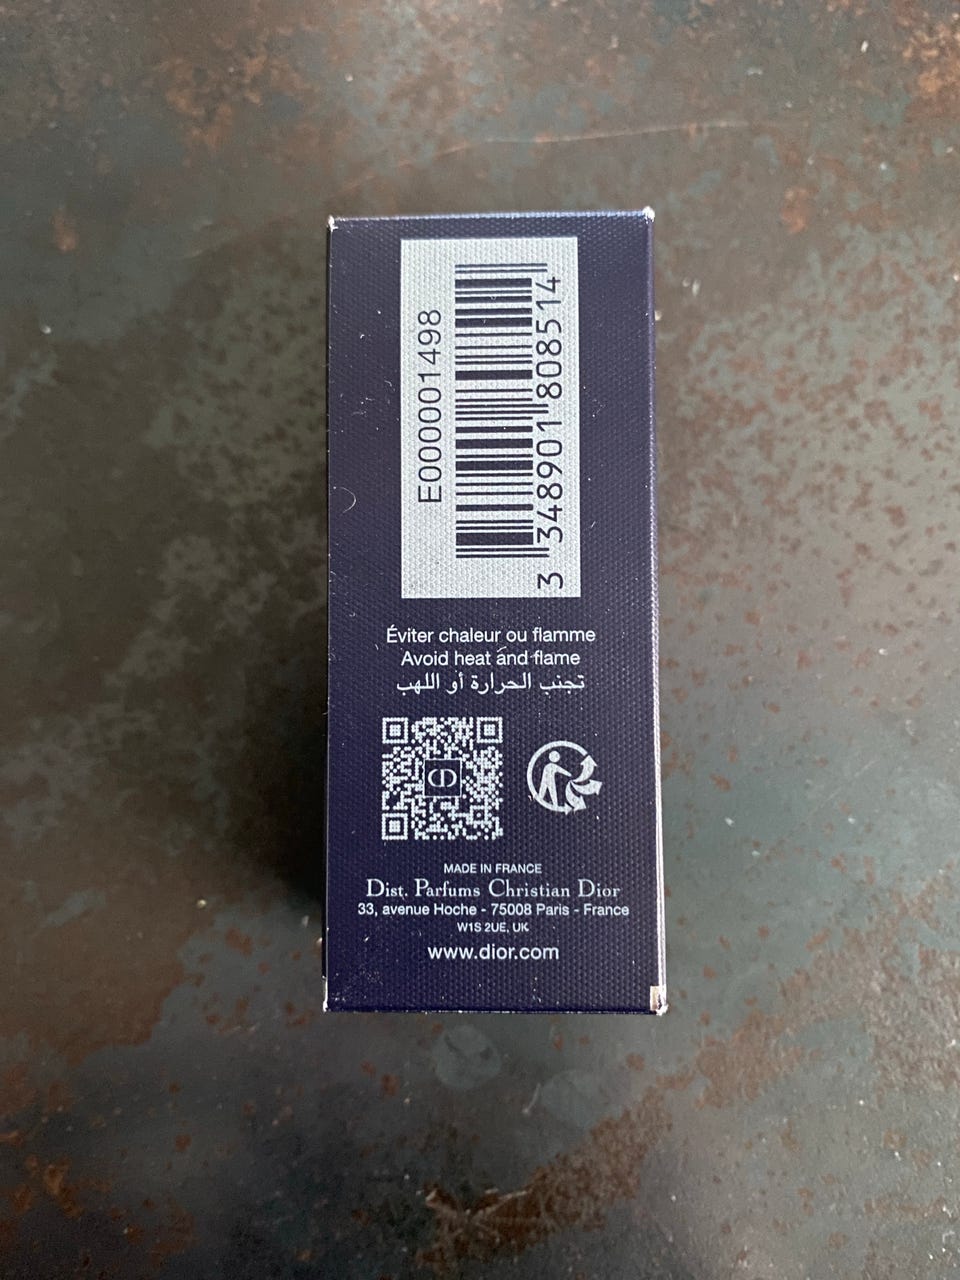 E000001498
3 348901 808514
Éviter chaleur ou flamme
Avoid heat and flame
تجنب الحرارة أو اللهب
CD
MADE IN FRANCE
Dist. Parfums Christian Dior
33, avenue Hoche - 75008 Paris - France
W1S 2UE, UK
www.dior.com